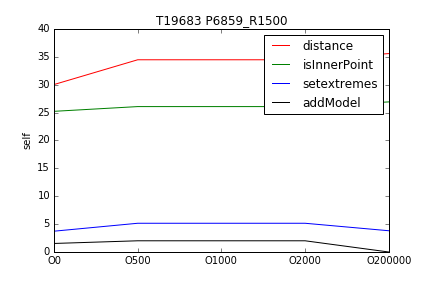 T19683 P6859_R1500
40
35
30
25
20
15
10
5
0
self
distance
isInnerPoint
setextremes
addModel
O0 O500 O1000 O2000 O200000